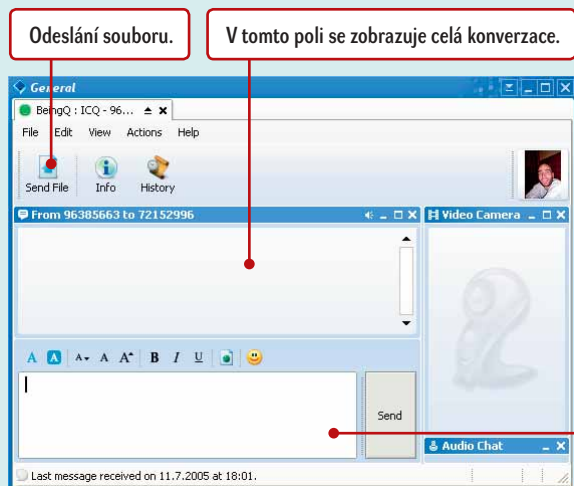 Odeslání souboru.
V tomto poli se zobrazuje celá konverzace.
General
BeingQ : ICQ - 96...
File Edit View Actions Help
Send File Info History
From 96385663 to 72152996
Video Camera
A A A A A B I U
Send
Audio Chat
Last message received on 11.7.2005 at 18:01.